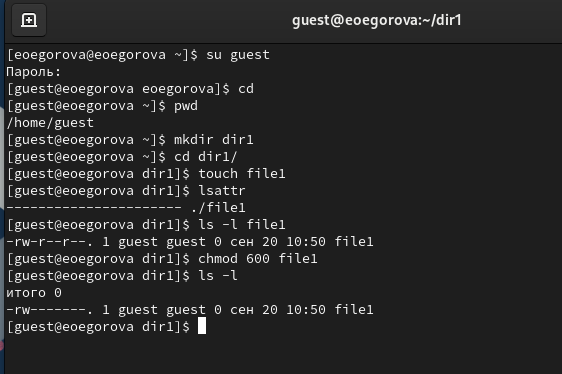 guest@eoegorova:~/dir1
[eoegorova@eoegorova ~]$ su guest
Пароль:
[guest@eoegorova eoegorova]$ cd
[guest@eoegorova ~]$ pwd
/home/guest
[guest@eoegorova ~]$ mkdir dir1
[guest@eoegorova ~]$ cd dir1/
[guest@eoegorova dir1]$ touch file1
[guest@eoegorova dir1]$ lsattr
---------------------- ./file1
[guest@eoegorova dir1]$ ls -l file1
-rw-r--r--. 1 guest guest 0 сен 20 10:50 file1
[guest@eoegorova dir1]$ chmod 600 file1
[guest@eoegorova dir1]$ ls -l
итого 0
-rw-------. 1 guest guest 0 сен 20 10:50 file1
[guest@eoegorova dir1]$